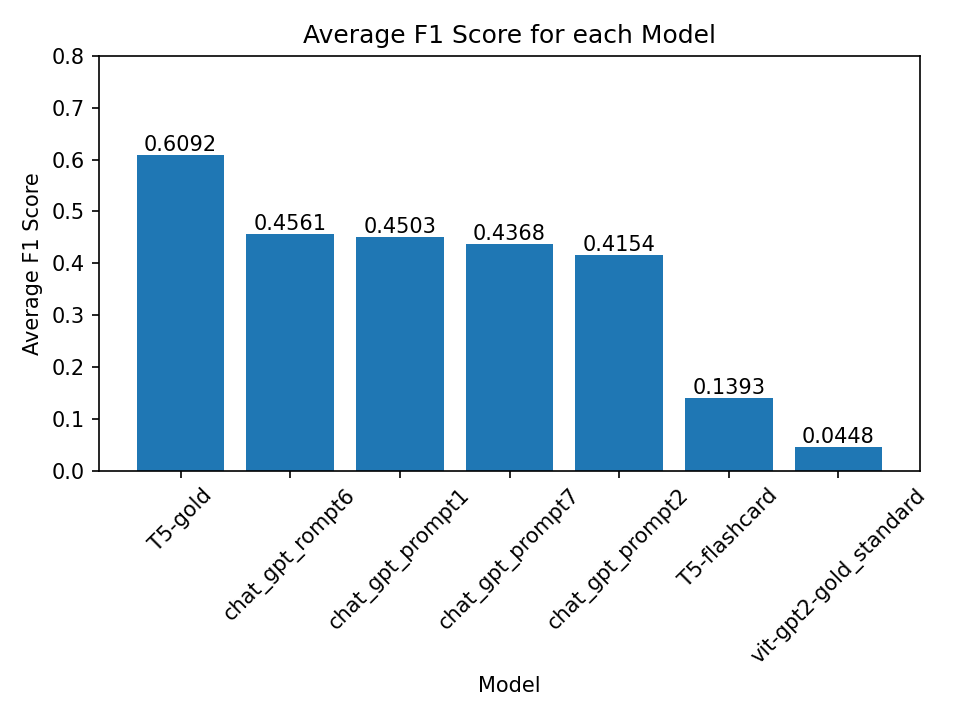 Average F1 Score for each Model
Average F1 Score
0.8
0.7
0.6
0.5
0.4
0.3
0.2
0.1
0.0
0.6092
0.4561
0.4503
0.4368
0.4154
0.1393
0.0448
T5-gold
chat_gpt_rompt6
chat_gpt_prompt1
chat_gpt_prompt7
chat_gpt_prompt2
T5-flashcard
vit-gpt2-gold_standard
Model